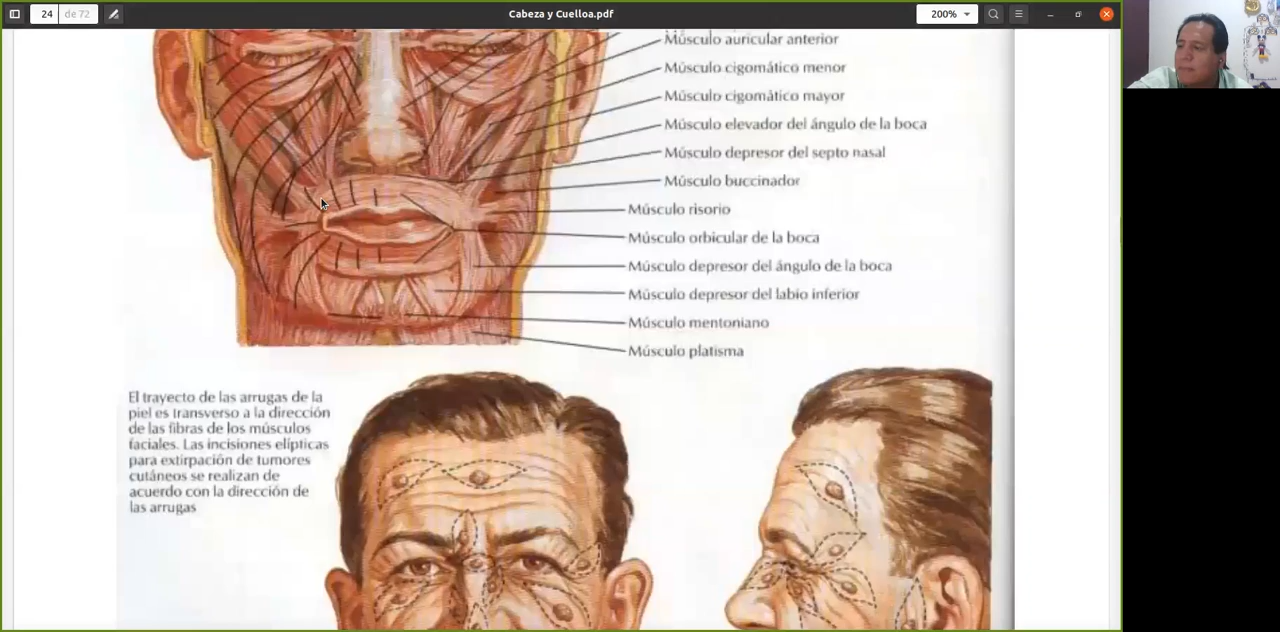 24
de 72
Cabeza y Cuelloa.pdf
200%
Músculo auricular anterior
Músculo cigomático menor
Músculo cigomático mayor
Músculo elevador del ángulo de la boca
Músculo depresor del septo nasal
Músculo buccinador
Músculo risorio
Músculo orbicular de la boca
Músculo depresor del ángulo de la boca
Músculo depresor del labio inferior
Músculo mentoniano
Músculo platisma
El trayecto de las arrugas de la
piel es transverso a la dirección
de las fibras de los músculos
faciales. Las incisiones elípticas
para extirpación de tumores
cutáneos se realizan de
acuerdo con la dirección de
las arrugas